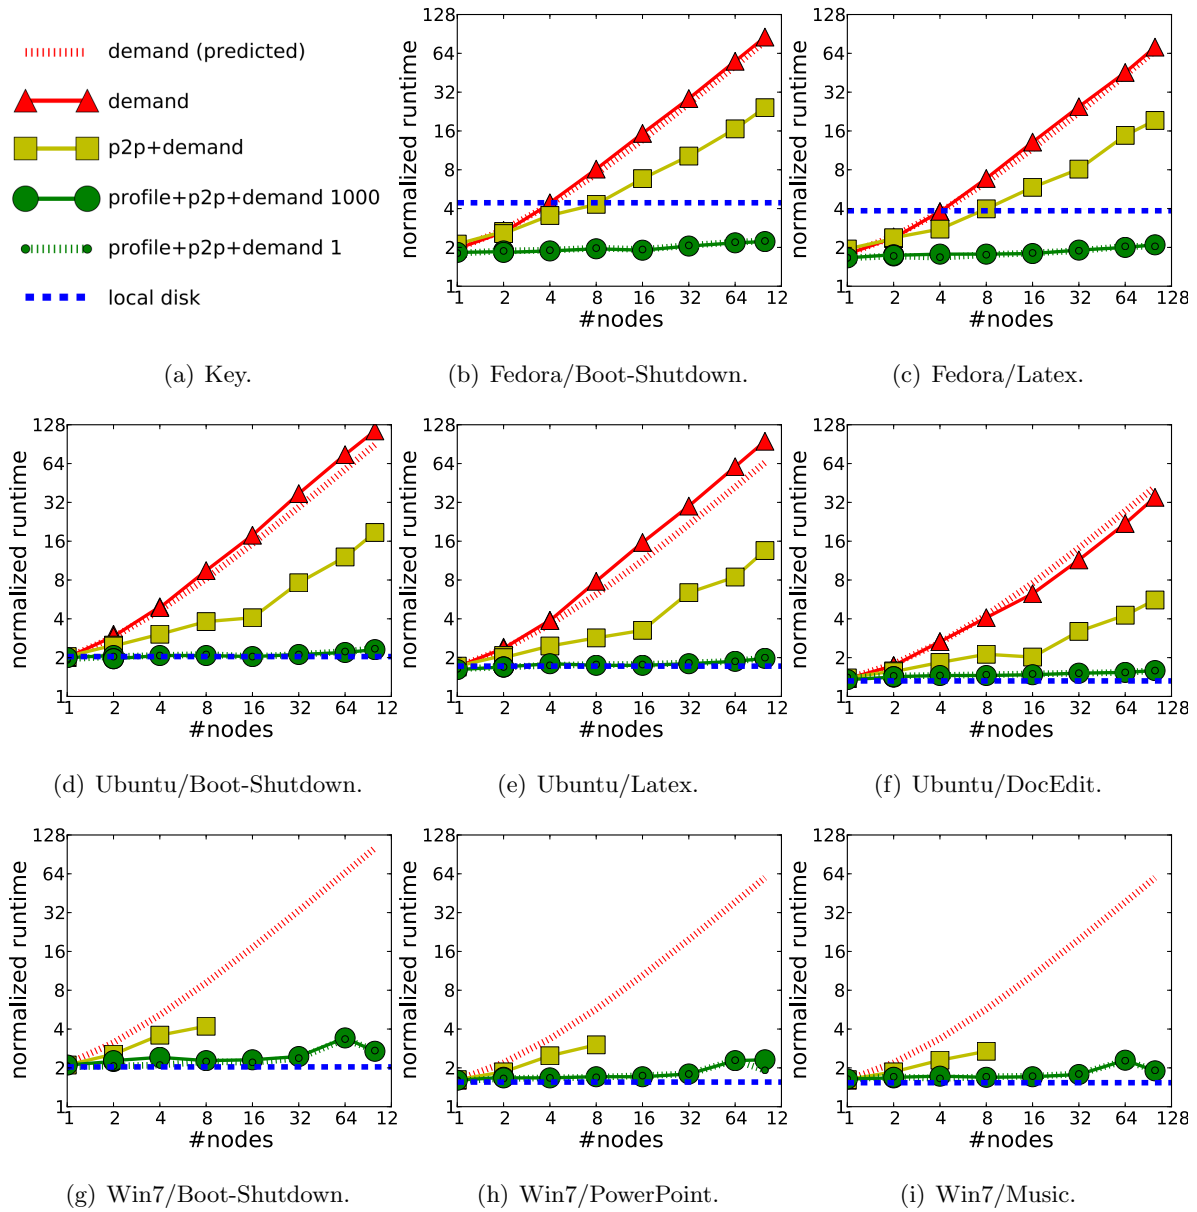 demand (predicted)
demand
p2p+demand
profile+p2p+demand 1000
profile+p2p+demand 1
local disk
(a) Key.
normalized runtime
128
64
32
16
8
4
2
1
1 2 4 8 16 32 64 12
#nodes
(b) Fedora/Boot-Shutdown.
normalized runtime
128
64
32
16
8
4
2
1
1 2 4 8 16 32 64 128
#nodes
(c) Fedora/Latex.
normalized runtime
128
64
32
16
8
4
2
1
1 2 4 8 16 32 64 12
#nodes
(d) Ubuntu/Boot-Shutdown.
normalized runtime
128
64
32
16
8
4
2
1
1 2 4 8 16 32 64 12
#nodes
(e) Ubuntu/Latex.
normalized runtime
128
64
32
16
8
4
2
1
1 2 4 8 16 32 64 128
#nodes
(f) Ubuntu/DocEdit.
normalized runtime
128
64
32
16
8
4
2
1
1 2 4 8 16 32 64 12
#nodes
(g) Win7/Boot-Shutdown.
normalized runtime
128
64
32
16
8
4
2
1
1 2 4 8 16 32 64 12
#nodes
(h) Win7/PowerPoint.
normalized runtime
128
64
32
16
8
4
2
1
1 2 4 8 16 32 64 128
#nodes
(i) Win7/Music.